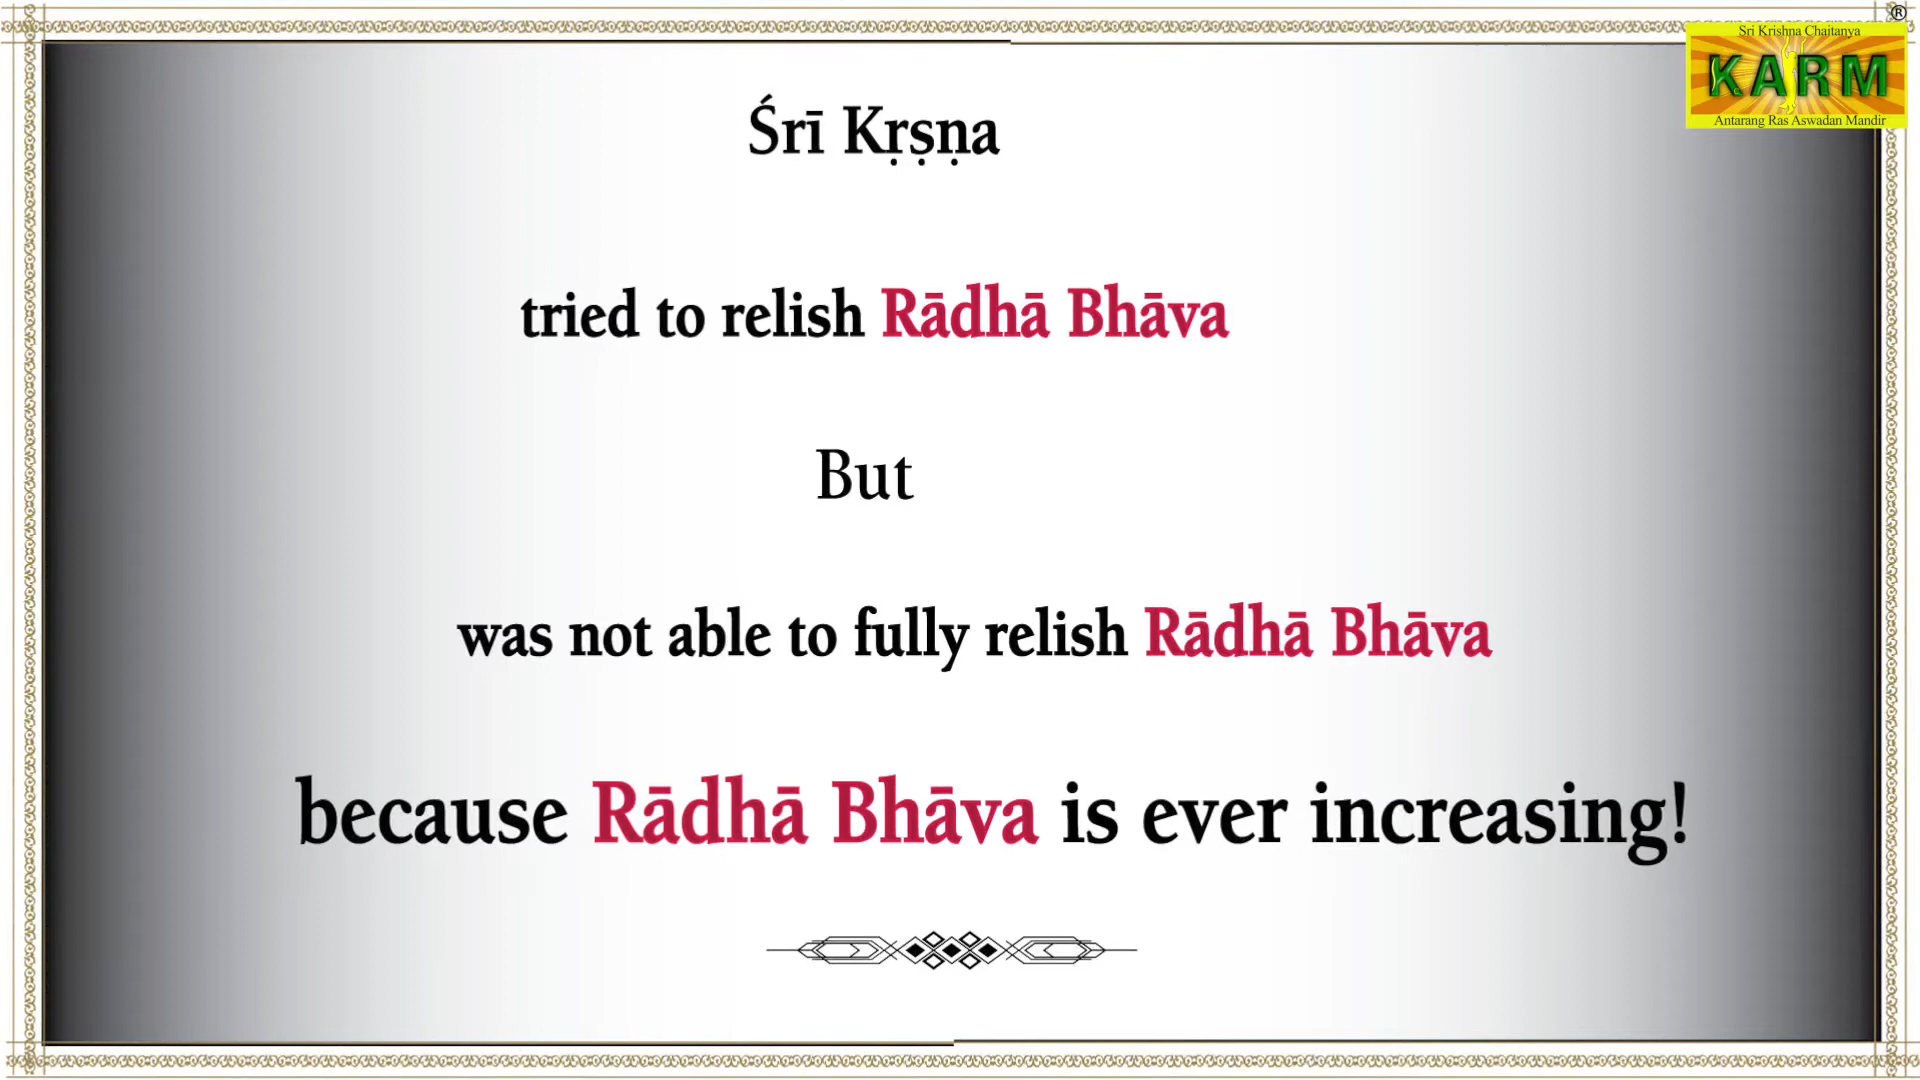 ®
Sri Krishna Chaitanya
KARM
Antarang Ras Aswadan Mandir
Śrī Kṛṣṇa
tried to relish Rādhā Bhāva
But
was not able to fully relish Rādhā Bhāva
because Rādhā Bhāva is ever increasing!